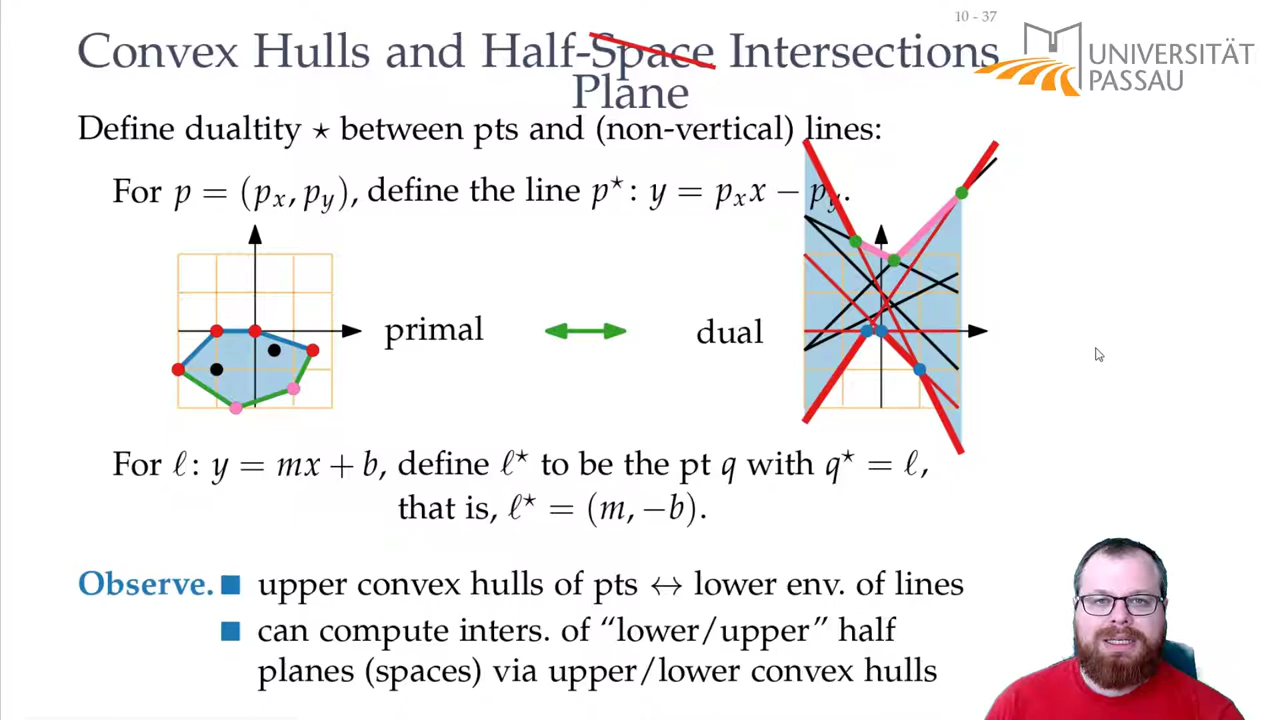 10 - 37
Convex Hulls and Half-Space Intersections
Plane
UNIVERSITÄT
PASSAU
Define dualtity ⋆ between pts and (non-vertical) lines:
For p = (pₓ, p_y), define the line p⋆ : y = pₓx − p_y.
primal
dual
For ℓ: y = mx + b, define ℓ⋆ to be the pt q with q⋆ = ℓ,
that is, ℓ⋆ = (m, −b).
Observe. ■ upper convex hulls of pts ↔ lower env. of lines
■ can compute inters. of “lower/upper” half
planes (spaces) via upper/lower convex hulls